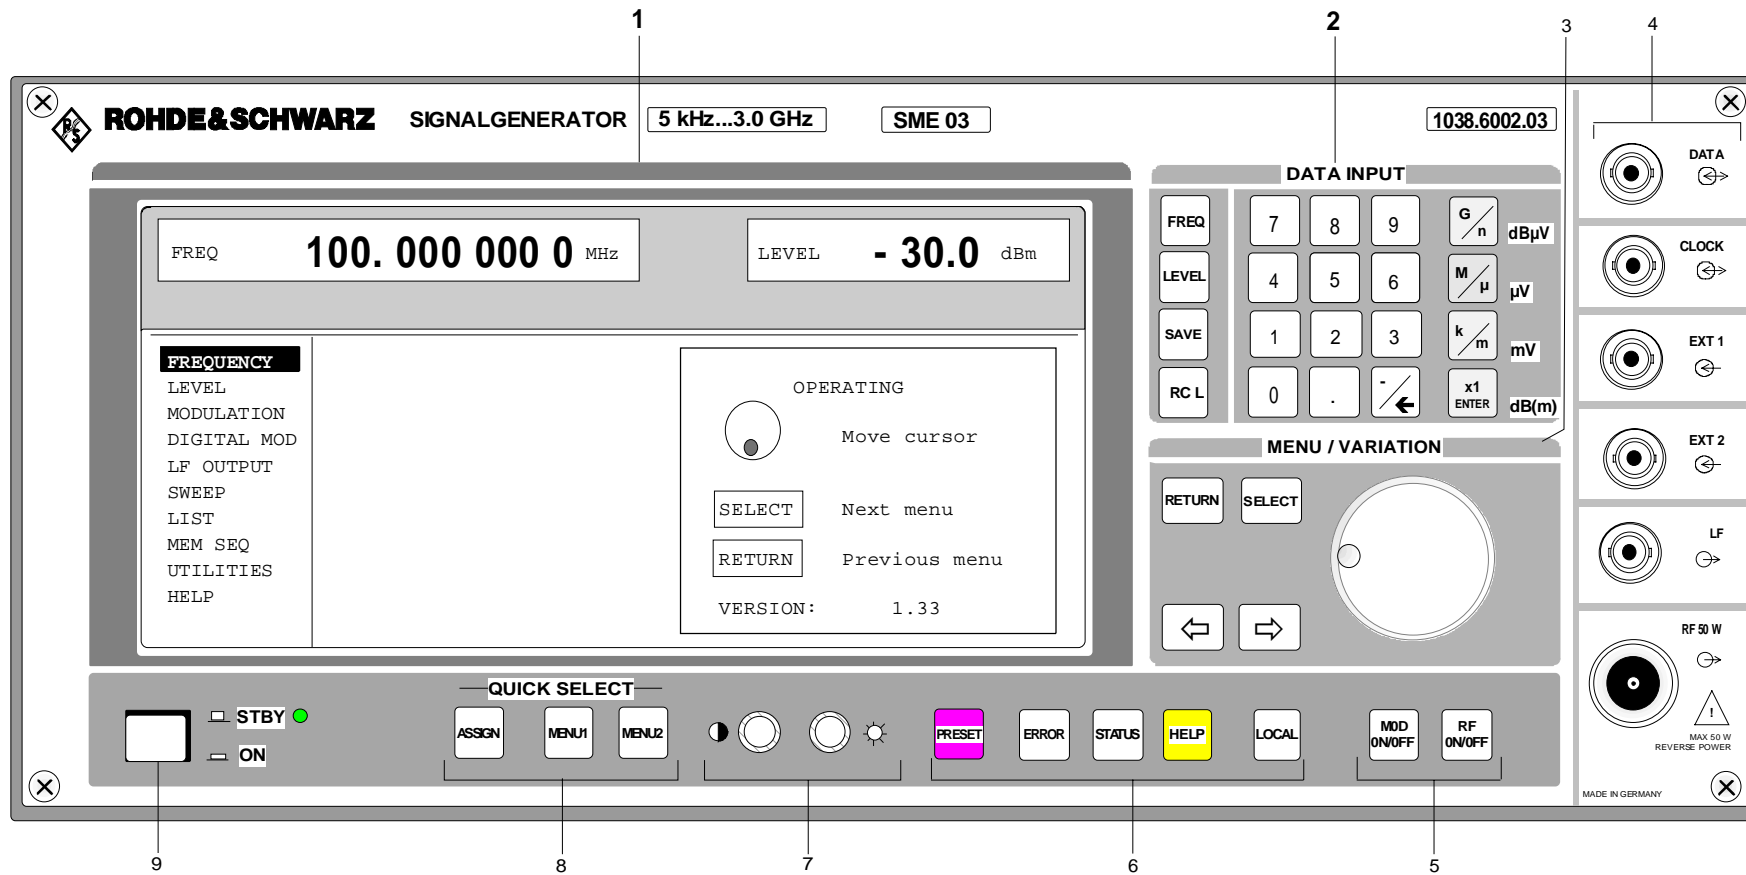 1
2
3
4
ROHDE&SCHWARZ SIGNALGENERATOR 5 kHz...3.0 GHz SME 03 1038.6002.03
R&S
DATA INPUT
FREQ 100. 000 000 0 MHz
LEVEL - 30.0 dBm
FREQUENCY
LEVEL
MODULATION
DIGITAL MOD
LF OUTPUT
SWEEP
LIST
MEM SEQ
UTILITIES
HELP
OPERATING
Move cursor
SELECT Next menu
RETURN Previous menu
VERSION: 1.33
FREQ 7 8 9 G/n dBµV
LEVEL 4 5 6 M/µ µV
SAVE 1 2 3 k/m mV
RC L 0 . -/← x1 ENTER dB(m)
MENU / VARIATION
RETURN SELECT
⇦ ⇨
DATA
CLOCK
EXT 1
EXT 2
LF
RF 50 W
!
MAX 50 W
REVERSE POWER
MADE IN GERMANY
STBY
ON
QUICK SELECT
ASSIGN MENU1 MENU2
PRESET ERROR STATUS HELP LOCAL
MOD
0N/0FF
RF
0N/0FF
9
8
7
6
5